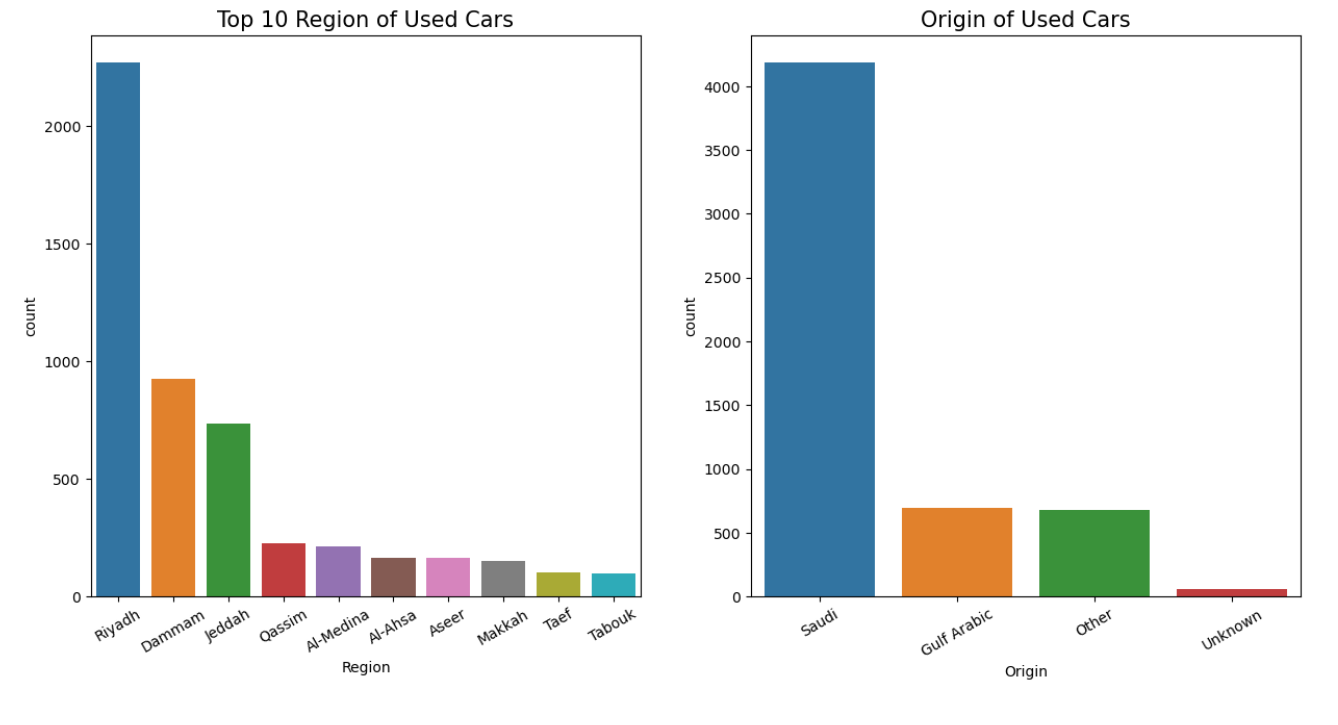 Top 10 Region of Used Cars
2000
1500
1000
500
0
count
Riyadh
Dammam
Jeddah
Qassim
Al-Medina
Al-Ahsa
Aseer
Makkah
Taef
Tabouk
Region
Origin of Used Cars
4000
3500
3000
2500
2000
1500
1000
500
0
count
Saudi
Gulf Arabic
Other
Unknown
Origin